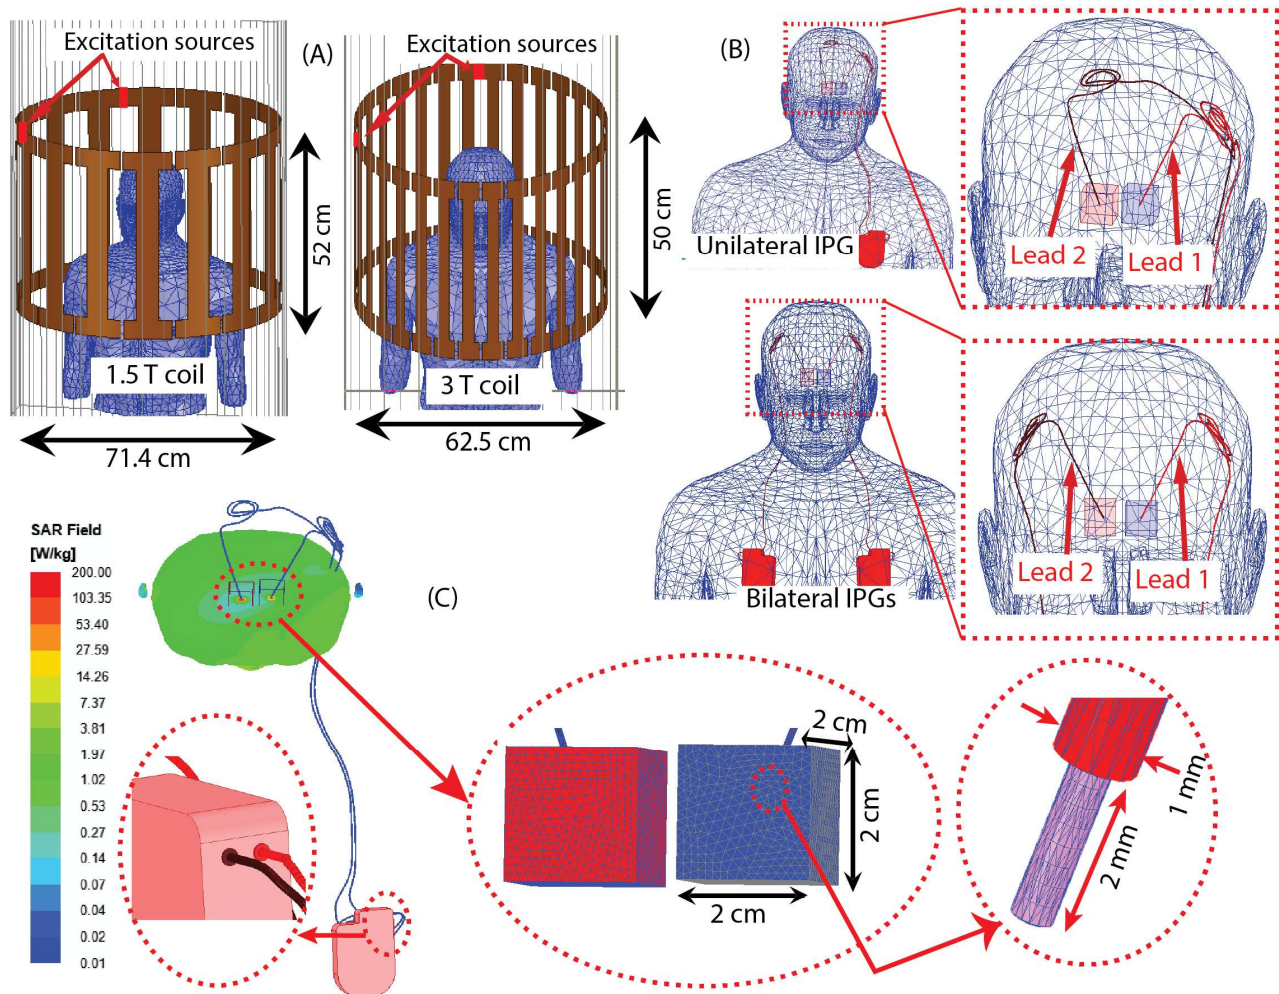 Excitation sources
(A)
Excitation sources
52 cm
50 cm
1.5 T coil
3 T coil
71.4 cm
62.5 cm
(B)
Unilateral IPG
Lead 2
Lead 1
Bilateral IPGs
Lead 2
Lead 1
SAR Field
[W/kg]
200.00
103.35
53.40
27.59
14.26
7.37
3.81
1.97
1.02
0.53
0.27
0.14
0.07
0.04
0.02
0.01
(C)
2 cm
2 cm
2 cm
1 mm
2 mm